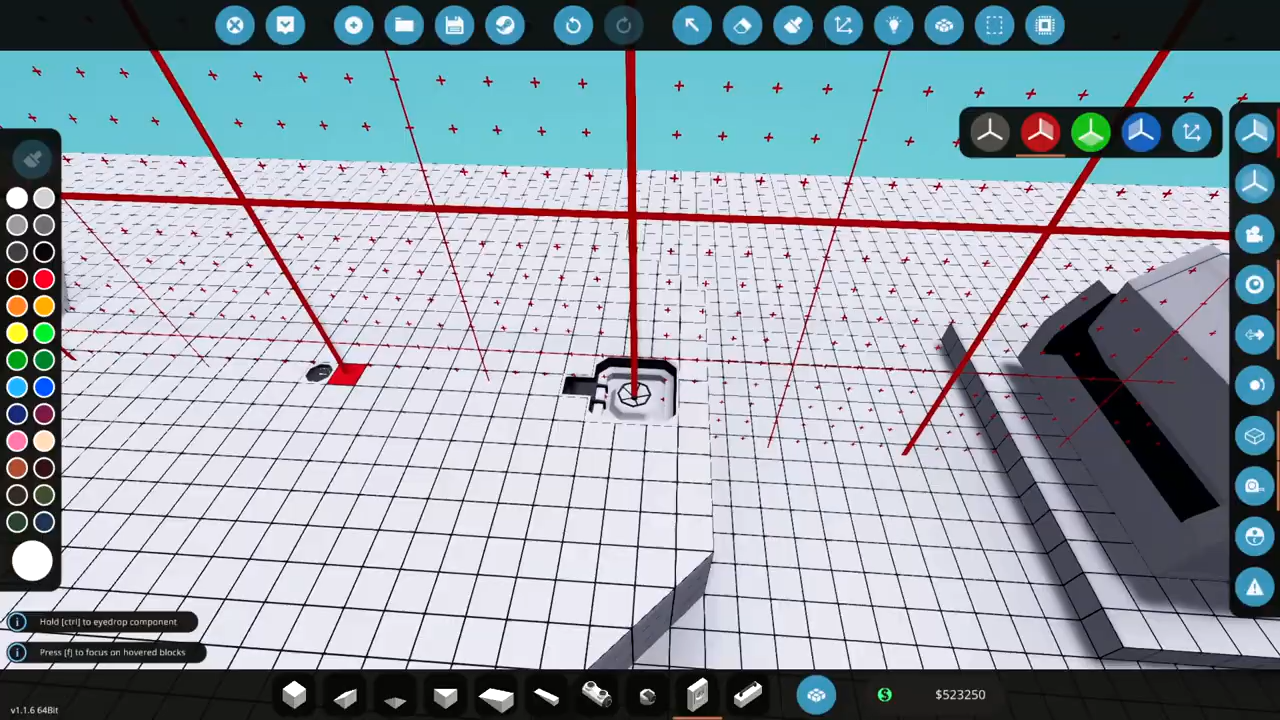 Hold [ctrl] to eyedrop component
Press [f] to focus on hovered blocks
$ $523250
v1.1.6 64Bit